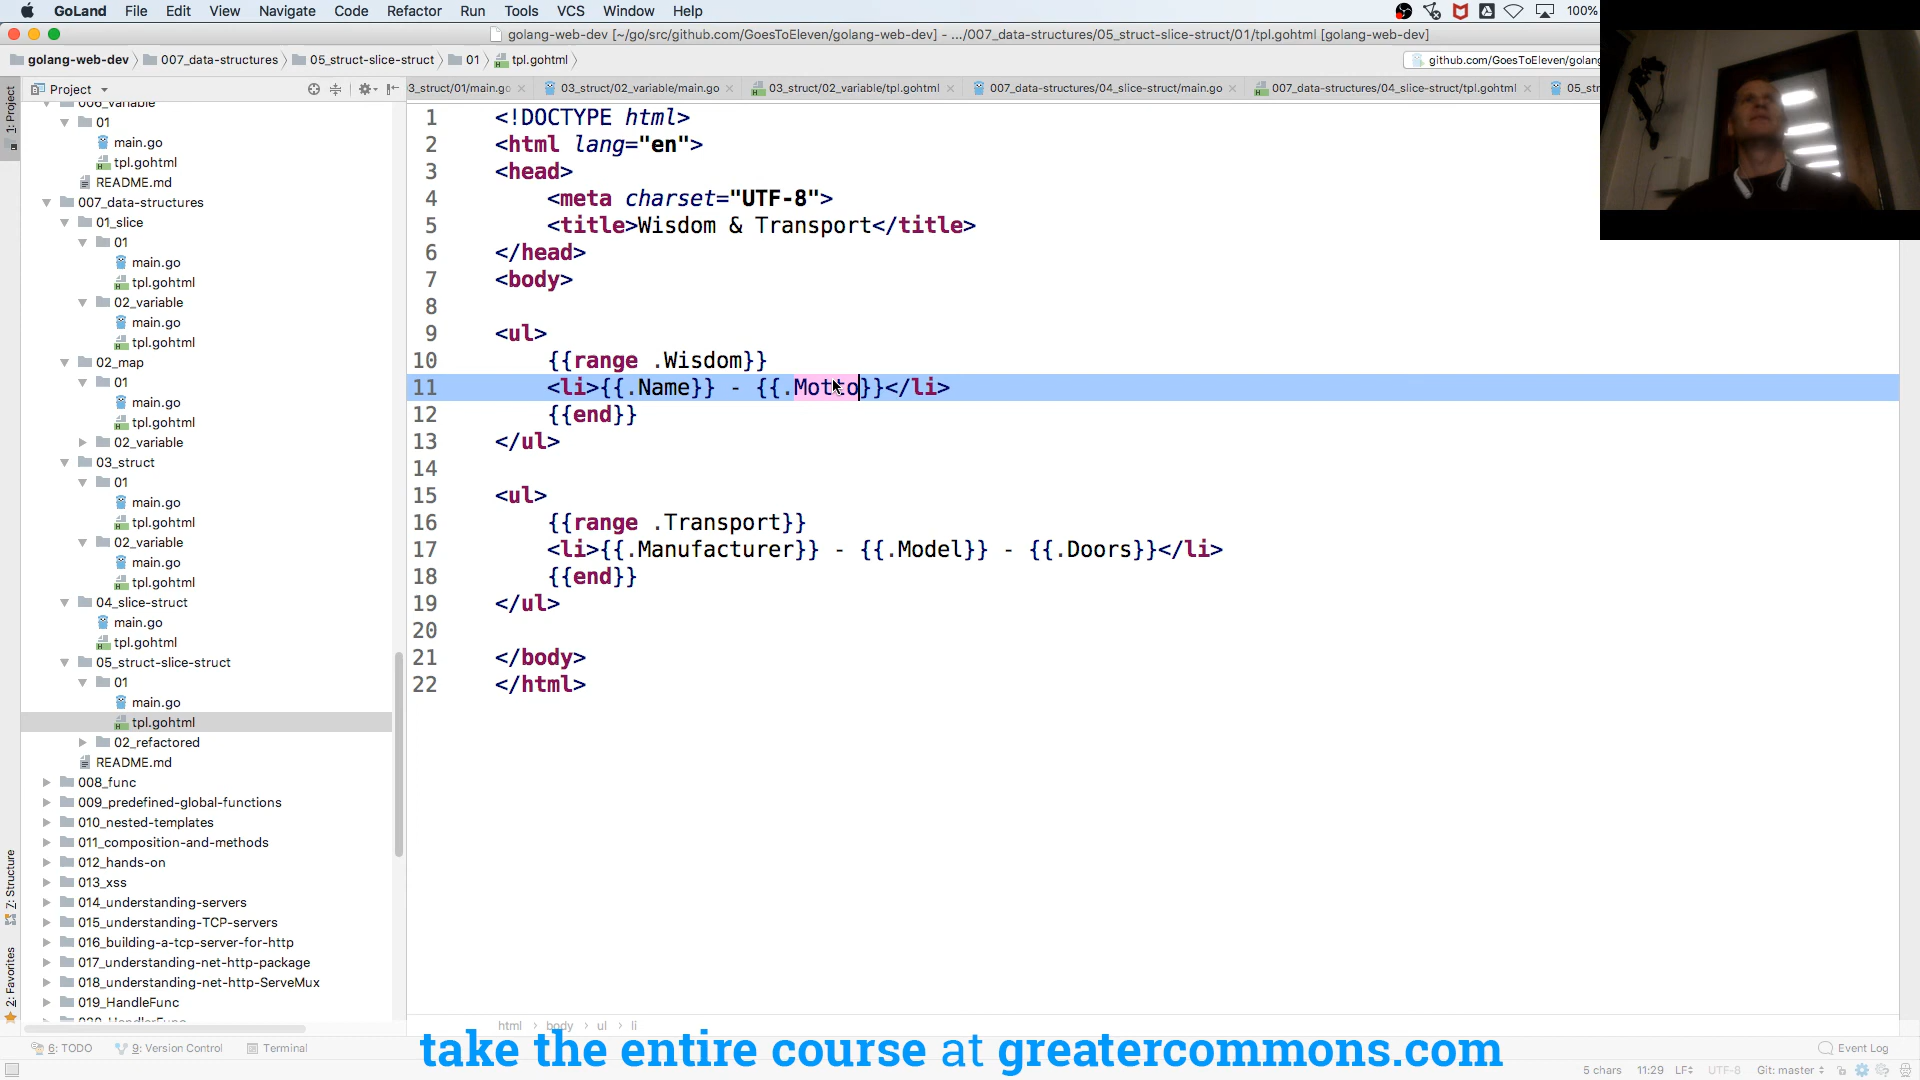 GoLand File Edit View Navigate Code Refactor Run Tools VCS Window Help 100%
golang-web-dev [~/go/src/github.com/GoesToEleven/golang-web-dev] - .../007_data-structures/05_struct-slice-struct/01/tpl.gohtml [golang-web-dev]
golang-web-dev 007_data-structures 05_struct-slice-struct 01 tpl.gohtml github.com/GoesToEleven/golang
1: Project
Project
3_struct/01/main.go 03_struct/02_variable/main.go 03_struct/02_variable/tpl.gohtml 007_data-structures/04_slice-struct/main.go 007_data-structures/04_slice-struct/tpl.gohtml 05_st
006_variable
01
main.go
tpl.gohtml
README.md
007_data-structures
01_slice
01
main.go
tpl.gohtml
02_variable
main.go
tpl.gohtml
02_map
01
main.go
tpl.gohtml
02_variable
03_struct
01
main.go
tpl.gohtml
02_variable
main.go
tpl.gohtml
04_slice-struct
main.go
tpl.gohtml
05_struct-slice-struct
01
main.go
tpl.gohtml
02_refactored
README.md
008_func
009_predefined-global-functions
010_nested-templates
011_composition-and-methods
012_hands-on
013_xss
014_understanding-servers
015_understanding-TCP-servers
016_building-a-tcp-server-for-http
017_understanding-net-http-package
018_understanding-net-http-ServeMux
019_HandleFunc
1 <!DOCTYPE html>
2 <html lang="en">
3 <head>
4 <meta charset="UTF-8">
5 <title>Wisdom & Transport</title>
6 </head>
7 <body>
8
9 <ul>
10 {{range .Wisdom}}
11 <li>{{.Name}} - {{.Motto}}</li>
12 {{end}}
13 </ul>
14
15 <ul>
16 {{range .Transport}}
17 <li>{{.Manufacturer}} - {{.Model}} - {{.Doors}}</li>
18 {{end}}
19 </ul>
20
21 </body>
22 </html>
7: Structure
2: Favorites
html body ul li
6: TODO 9: Version Control Terminal
take the entire course at greatercommons.com
Event Log
5 chars 11:29 LF UTF-8 Git: master